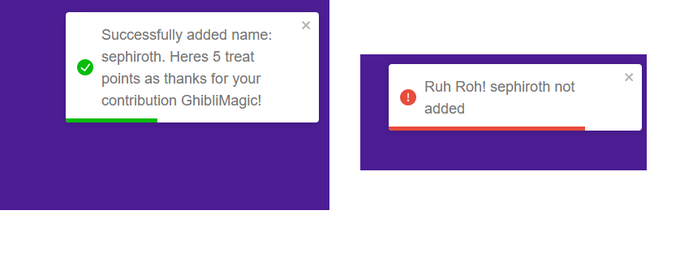 Successfully added name:
sephiroth. Heres 5 treat
points as thanks for your
contribution GhibliMagic!
Ruh Roh! sephiroth not
added